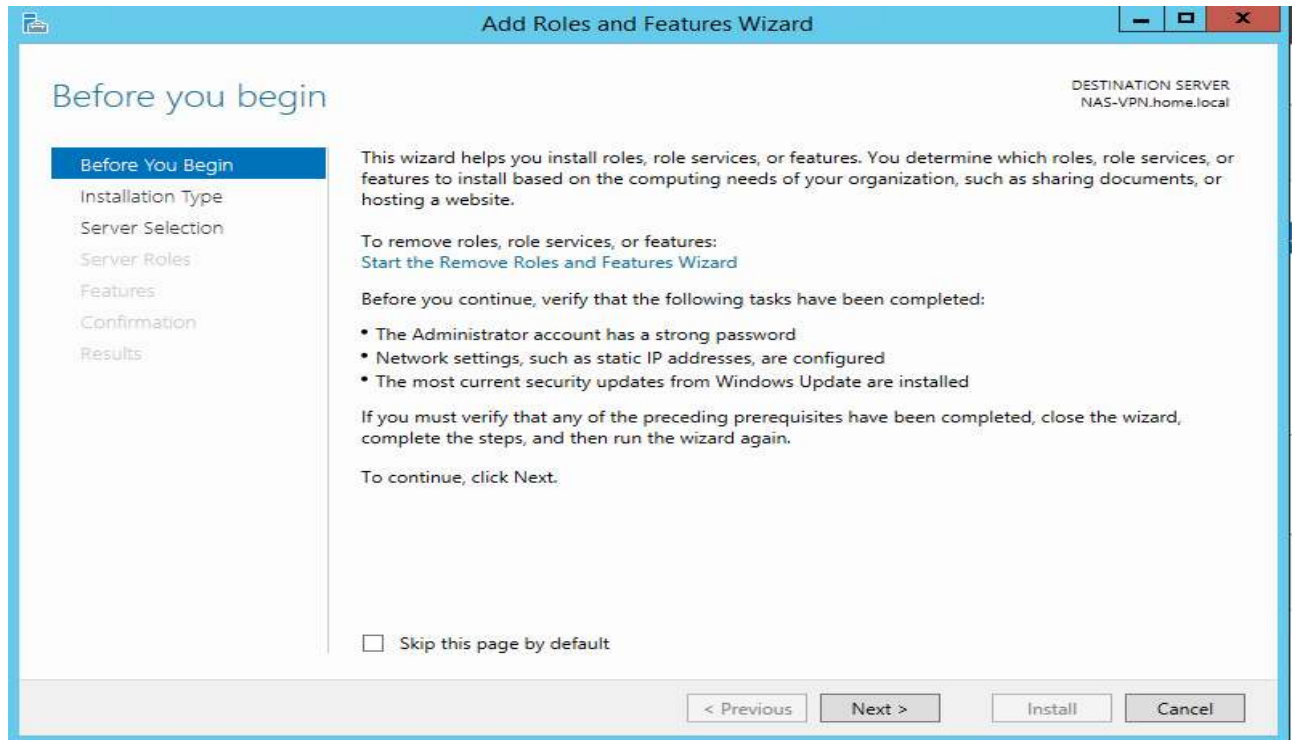 Add Roles and Features Wizard
Before you begin
DESTINATION SERVER
NAS-VPN.home.local
Before You Begin
Installation Type
Server Selection
Server Roles
Features
Confirmation
Results
This wizard helps you install roles, role services, or features. You determine which roles, role services, or
features to install based on the computing needs of your organization, such as sharing documents, or
hosting a website.
To remove roles, role services, or features:
Start the Remove Roles and Features Wizard
Before you continue, verify that the following tasks have been completed:
• The Administrator account has a strong password
• Network settings, such as static IP addresses, are configured
• The most current security updates from Windows Update are installed
If you must verify that any of the preceding prerequisites have been completed, close the wizard,
complete the steps, and then run the wizard again.
To continue, click Next.
Skip this page by default
< Previous
Next >
Install
Cancel